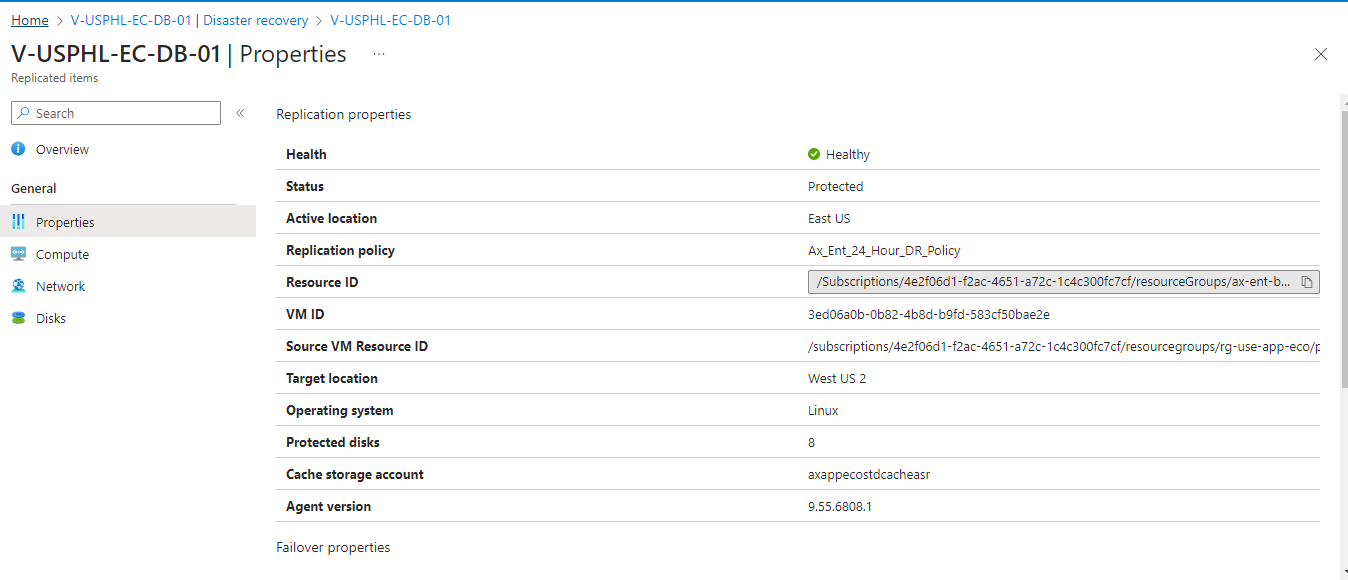 Home > V-USPHL-EC-DB-01 | Disaster recovery > V-USPHL-EC-DB-01
V-USPHL-EC-DB-01 | Properties ...
Replicated items
Search «
Overview
General
Properties
Compute
Network
Disks
Replication properties
Health Healthy
Status Protected
Active location East US
Replication policy Ax_Ent_24_Hour_DR_Policy
Resource ID /Subscriptions/4e2f06d1-f2ac-4651-a72c-1c4c300fc7cf/resourceGroups/ax-ent-b...
VM ID 3ed06a0b-0b82-4b8d-b9fd-583cf50bae2e
Source VM Resource ID /subscriptions/4e2f06d1-f2ac-4651-a72c-1c4c300fc7cf/resourcegroups/rg-use-app-eco/p
Target location West US 2
Operating system Linux
Protected disks 8
Cache storage account axappecostdcacheasr
Agent version 9.55.6808.1
Failover properties